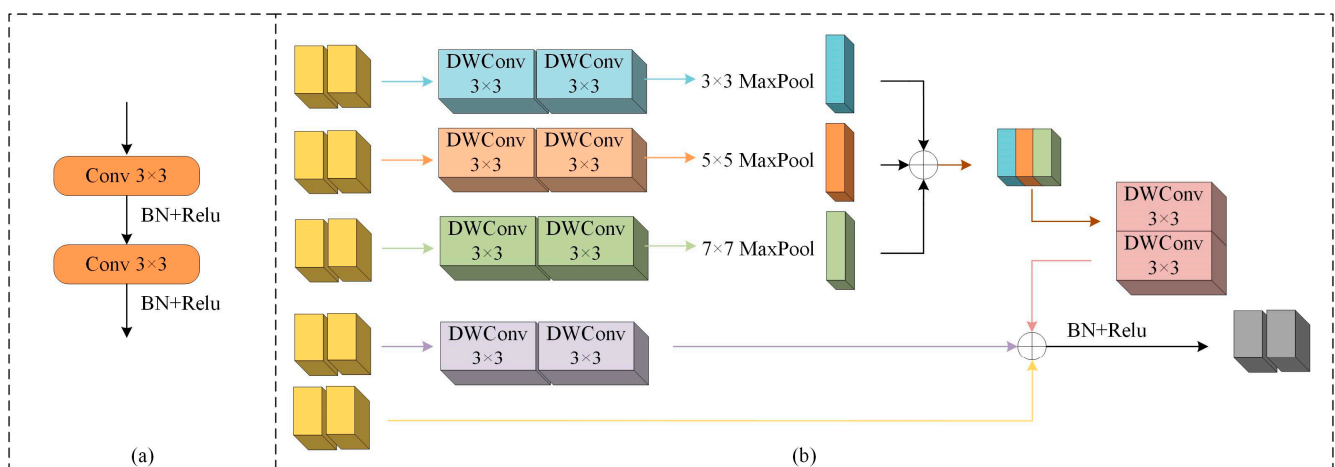 Conv 3×3
BN+Relu
Conv 3×3
BN+Relu
(a)
DWConv DWConv
3×3 3×3
3×3 MaxPool
DWConv DWConv
3×3 3×3
5×5 MaxPool
DWConv DWConv
3×3 3×3
7×7 MaxPool
DWConv
3×3
DWConv
3×3
DWConv DWConv
3×3 3×3
BN+Relu
(b)